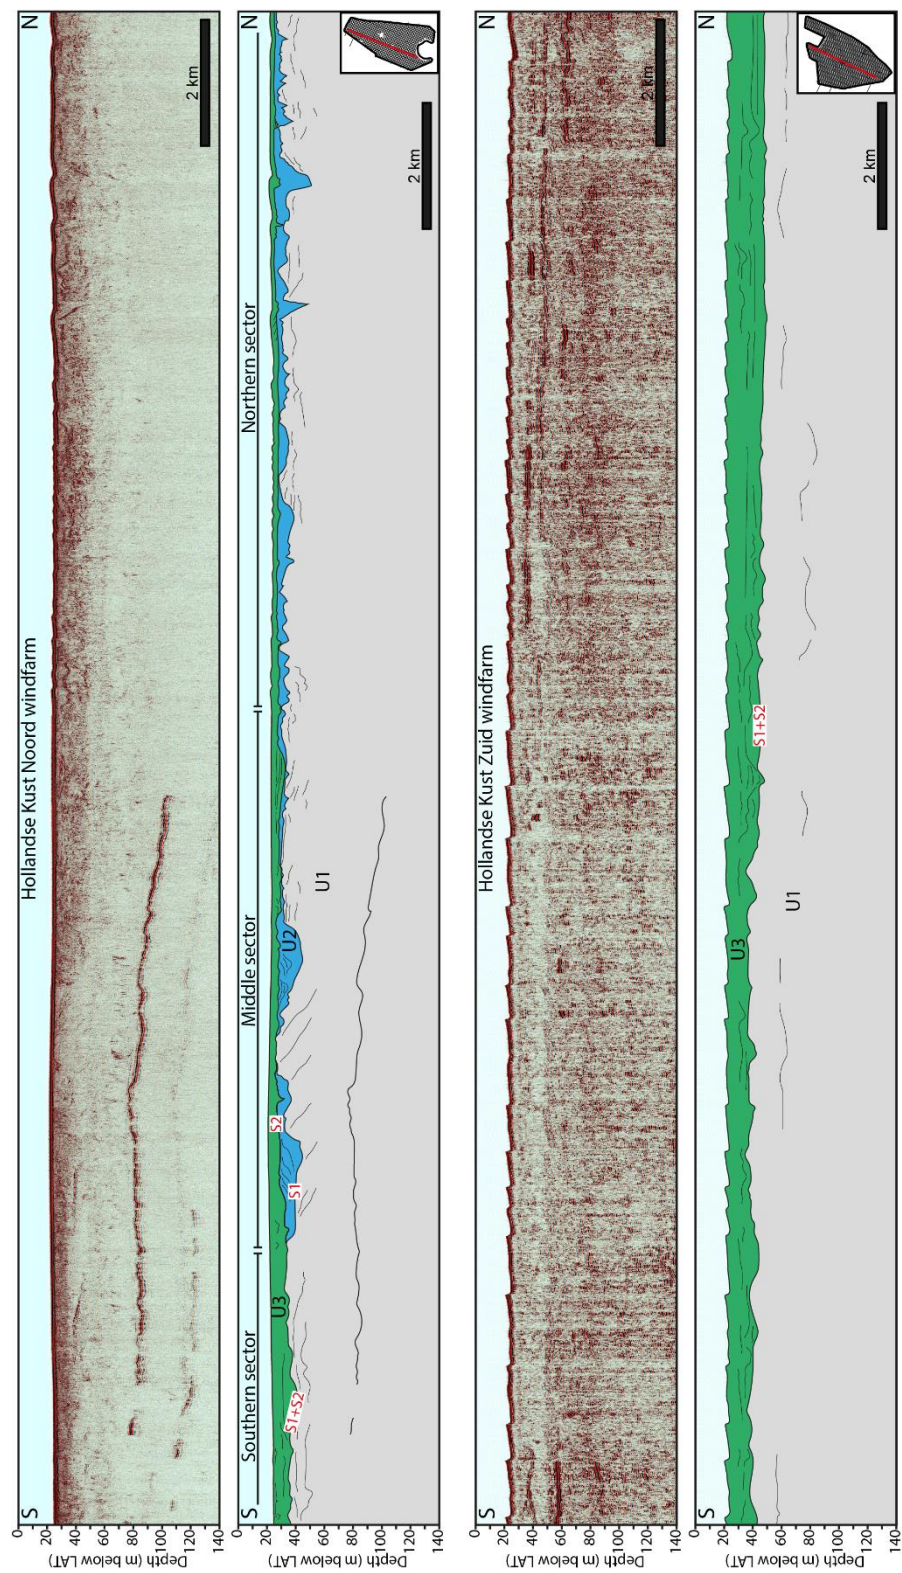 Hollandse Kust Noord windfarm
S
N
0
20
40
60
80
100
120
140
Depth (m below LAT)
2 km
S
Southern sector
Middle sector
Northern sector
N
0
20
40
60
80
100
120
140
Depth (m below LAT)
U3
S1+S2
S2
S1
U2
U1
2 km
Hollandse Kust Zuid windfarm
S
N
0
20
40
60
80
100
120
140
Depth (m below LAT)
2 km
S
N
0
20
40
60
80
100
120
140
Depth (m below LAT)
U3
U1
S1+S2
2 km